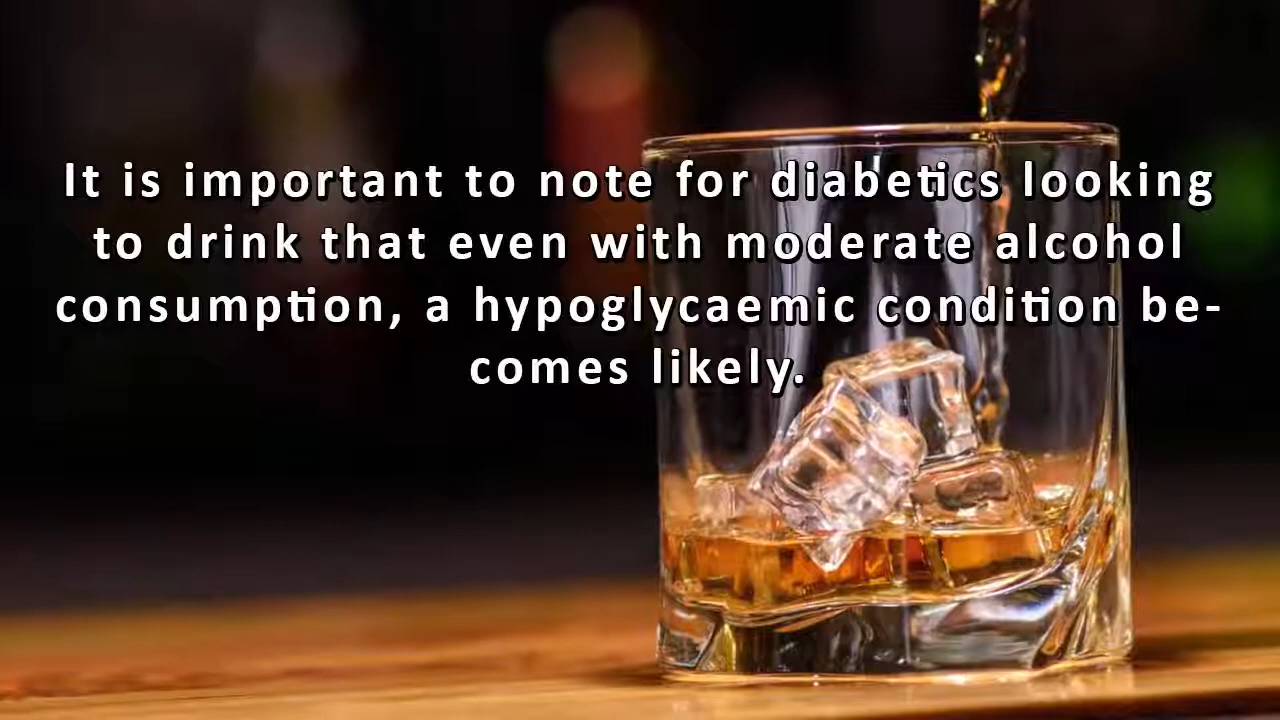 It is important to note for diabetics looking
to drink that even with moderate alcohol
consumption, a hypoglycaemic condition be-
comes likely.